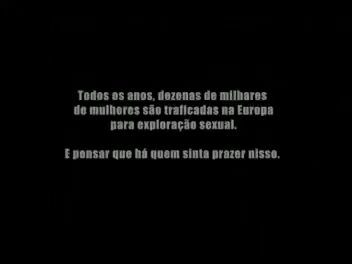 Todos os anos, dezenas de milhares
de mulheres são traficadas na Europa
para exploração sexual.
E pensar que há quem sinta prazer nisso.